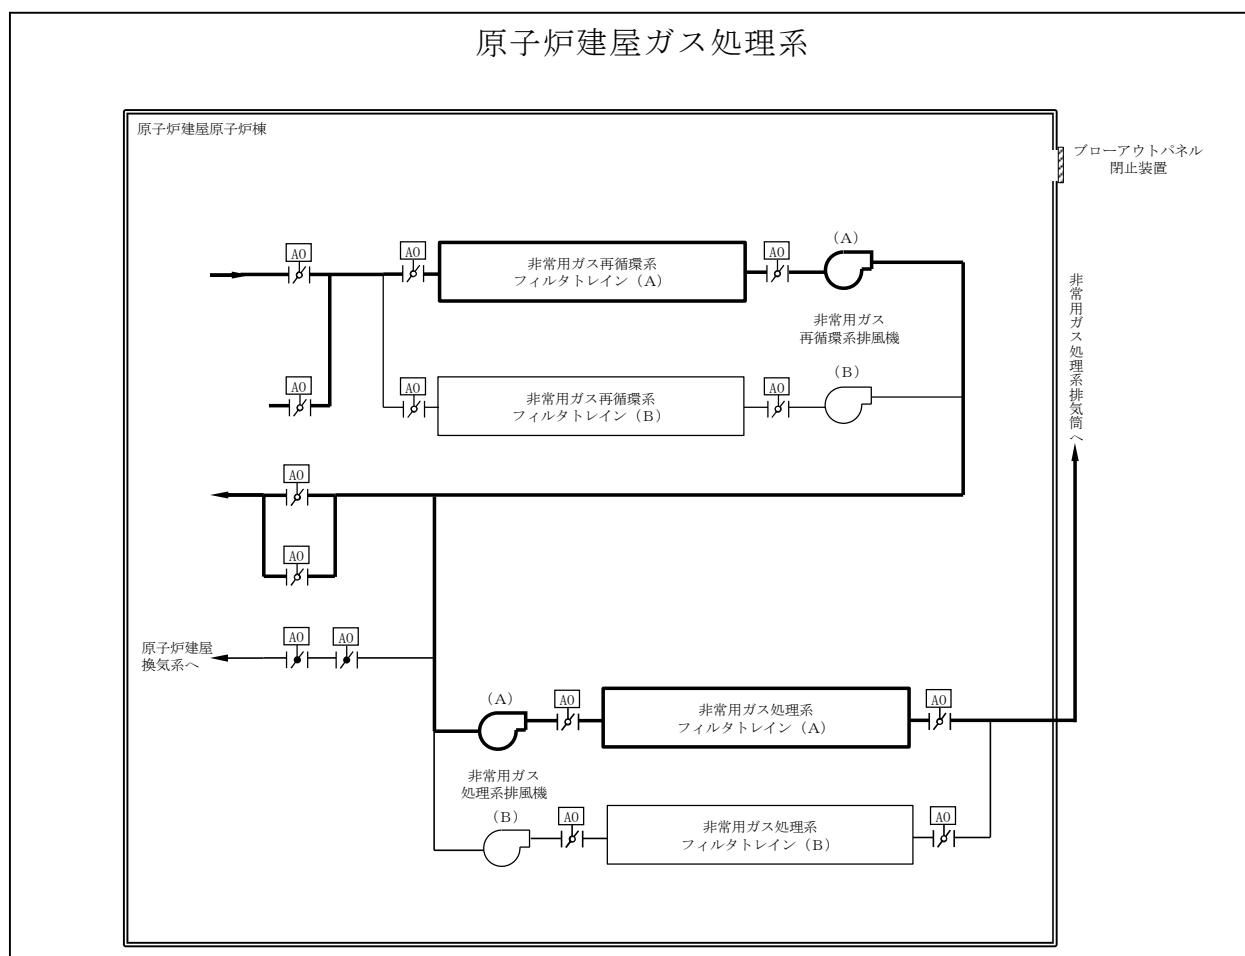 原子炉建屋ガス処理系
原子炉建屋原子炉棟
ブローアウトパネル
閉止装置
AO
AO
AO
(A)
非常用ガス再循環系
フィルタトレイン(A)
非常用ガス
再循環系排風機
非常用ガス処理系排気筒へ
AO
AO
AO
(B)
非常用ガス再循環系
フィルタトレイン(B)
AO
AO
原子炉建屋
換気系へ
AO
AO
(A)
AO
非常用ガス処理系
フィルタトレイン(A)
AO
非常用ガス
処理系排風機
(B)
AO
非常用ガス処理系
フィルタトレイン(B)
AO